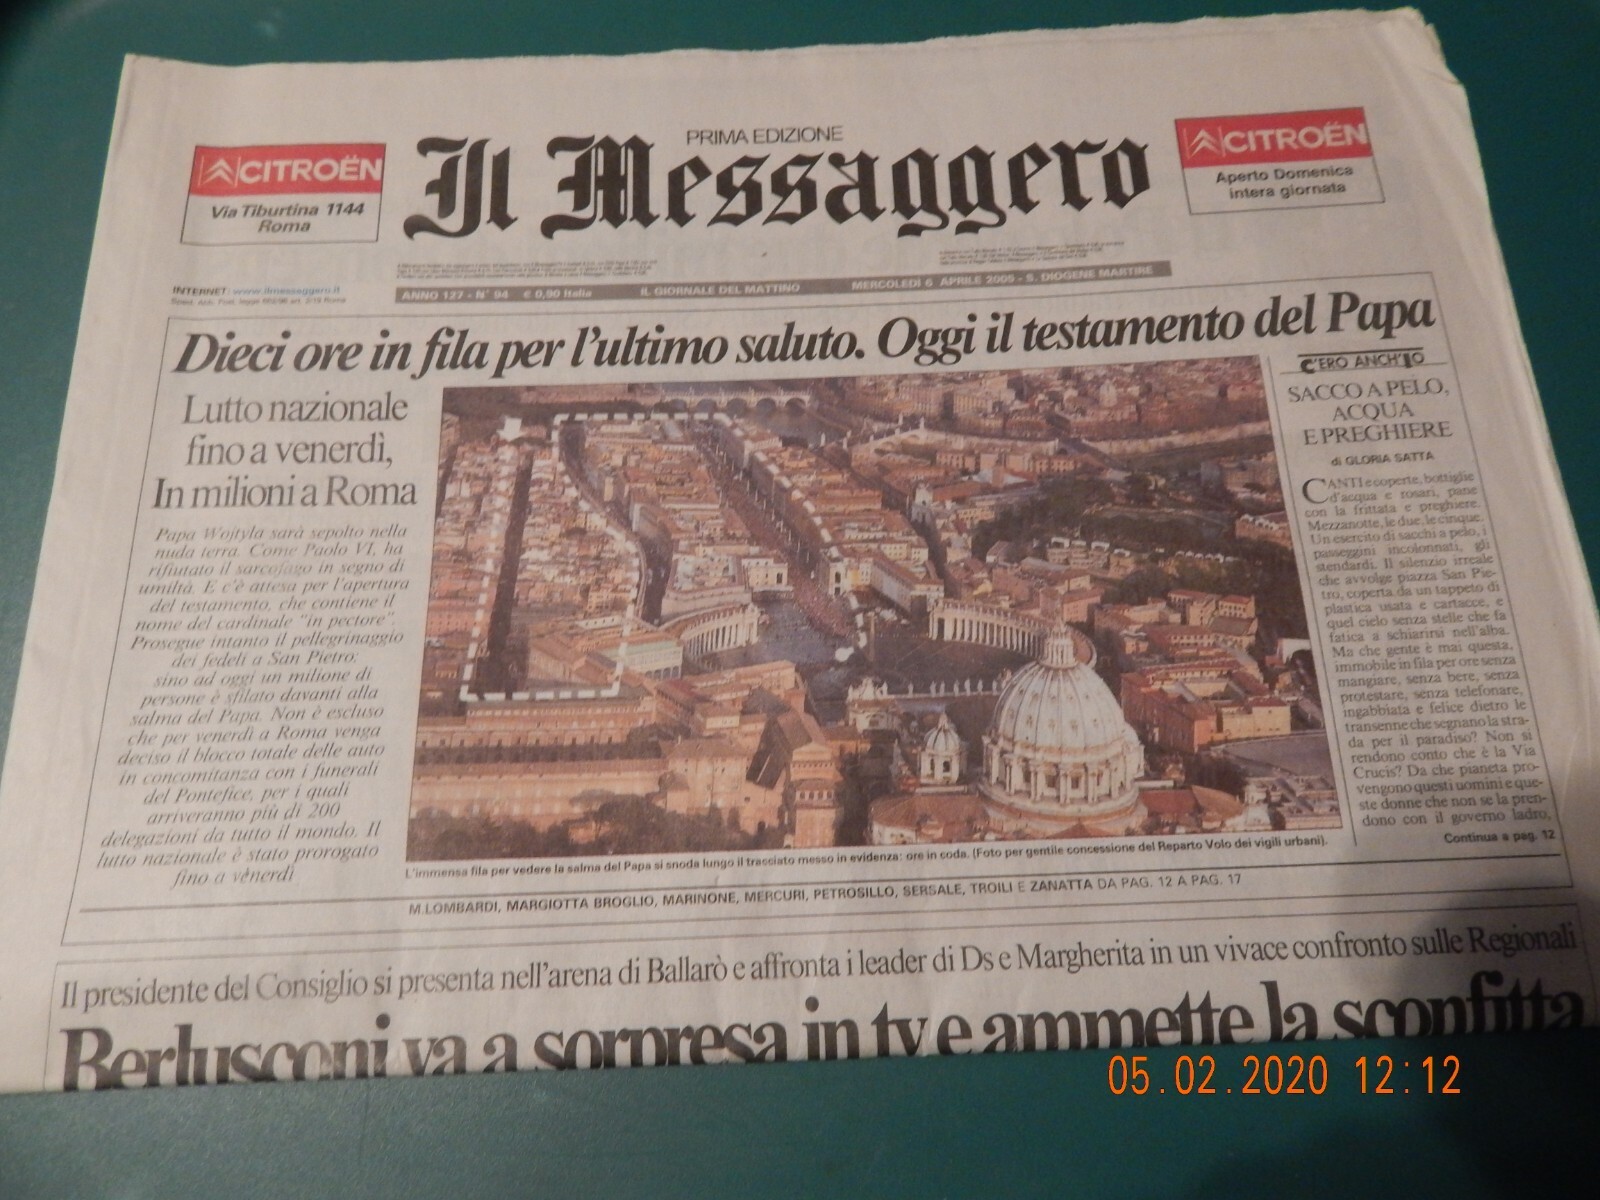 PRIMA EDIZIONE
CITROËN
Via Tiburtina 1144
Roma
Il Messaggero
CITROËN
Aperto Domenica
intera giornata
INTERNET: www.ilmessaggero.it
ANNO 127 - N° 94 € 0,90 Italia IL GIORNALE DEL MATTINO MERCOLEDÌ 6 APRILE 2005 - S. DIOGENE MARTIRE
Dieci ore in fila per l'ultimo saluto. Oggi il testamento del Papa
Lutto nazionale
fino a venerdì,
In milioni a Roma
Papa Wojtyla sarà sepolto nella
nuda terra. Come Paolo VI, ha
rifiutato il sarcofago in segno di
umiltà. E c'è attesa per l'apertura
del testamento, che contiene il
nome del cardinale "in pectore".
Prosegue intanto il pellegrinaggio
dei fedeli a San Pietro:
sino ad oggi un milione di
persone è sfilato davanti alla
salma del Papa. Non è escluso
che per venerdì a Roma venga
deciso il blocco totale delle auto
in concomitanza con i funerali
del Pontefice, per i quali
arriveranno più di 200
delegazioni da tutto il mondo. Il
lutto nazionale è stato prorogato
fino a vènerdì
L'immensa fila per vedere la salma del Papa si snoda lungo il tracciato messo in evidenza: ore in coda. (Foto per gentile concessione del Reparto Volo dei vigili urbani).
C'ERO ANCH'IO
SACCO A PELO,
ACQUA
E PREGHIERE
di GLORIA SATTA
CANTI e coperte, bottiglie
d'acqua e rosari, pane
con la frittata e preghiere.
Mezzanotte, le due, le cinque.
Un esercito di sacchi a pelo, i
passeggini incolonnati, gli
stendardi. Il silenzio irreale
che avvolge piazza San Pie-
tro, coperta da un tappeto di
plastica usata e cartacce, e
quel cielo senza stelle che fa
fatica a schiarirsi nell'alba.
Ma che gente è mai questa,
immobile in fila per ore senza
mangiare, senza bere, senza
protestare, senza telefonare,
ingabbiata e felice dietro le
transenne che segnano la stra-
da per il paradiso? Non si
rendono conto che è la Via
Crucis? Da che pianeta pro-
vengono questi uomini e que-
ste donne che non se la pren-
dono con il governo ladro,
Continua a pag. 12
M.LOMBARDI, MARGIOTTA BROGLIO, MARINONE, MERCURI, PETROSILLO, SERSALE, TROILI E ZANATTA DA PAG. 12 A PAG. 17
Il presidente del Consiglio si presenta nell'arena di Ballarò e affronta i leader di Ds e Margherita in un vivace confronto sulle Regionali
Berlusconi va a sorpresa in tv e ammette la sconfitta
05.02.2020 12:12